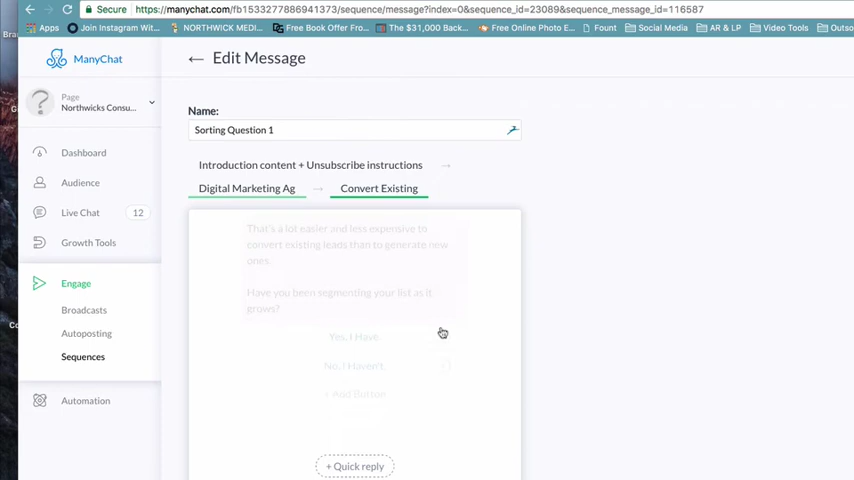 Secure https://manychat.com/fb1533277886941373/sequence/message?index=0&sequence_id=23089&sequence_message_id=116587
Apps Join Instagram Wit... NORTHWICK MEDI... Free Book Offer Fro... The $31,000 Back... Free Online Photo E... Fount Social Media AR & LP Video Tools Outso
ManyChat
← Edit Message
Page
Northwicks Consu...
Name:
Sorting Question 1
Dashboard
Introduction content + Unsubscribe instructions →
Audience
Digital Marketing Ag → Convert Existing
Live Chat 12
That's a lot easier and less expensive to
convert existing leads than to generate new
ones.
Growth Tools
Engage
Have you been segmenting your list as it
grows?
Broadcasts
Autoposting
Yes, I Have.
Sequences
No, I Haven't.
+ Add Button
Automation
+ Quick reply